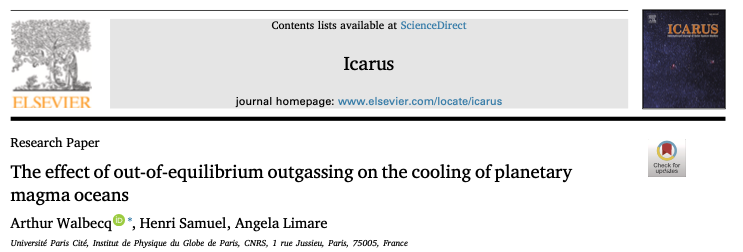 Contents lists available at ScienceDirect
Icarus
journal homepage: www.elsevier.com/locate/icarus
ELSEVIER
ICARUS
Research Paper
The effect of out-of-equilibrium outgassing on the cooling of planetary
magma oceans
Check for
updates
Arthur Walbecq iD *, Henri Samuel, Angela Limare
Université Paris Cité, Institut de Physique du Globe de Paris, CNRS, 1 rue Jussieu, Paris, 75005, France